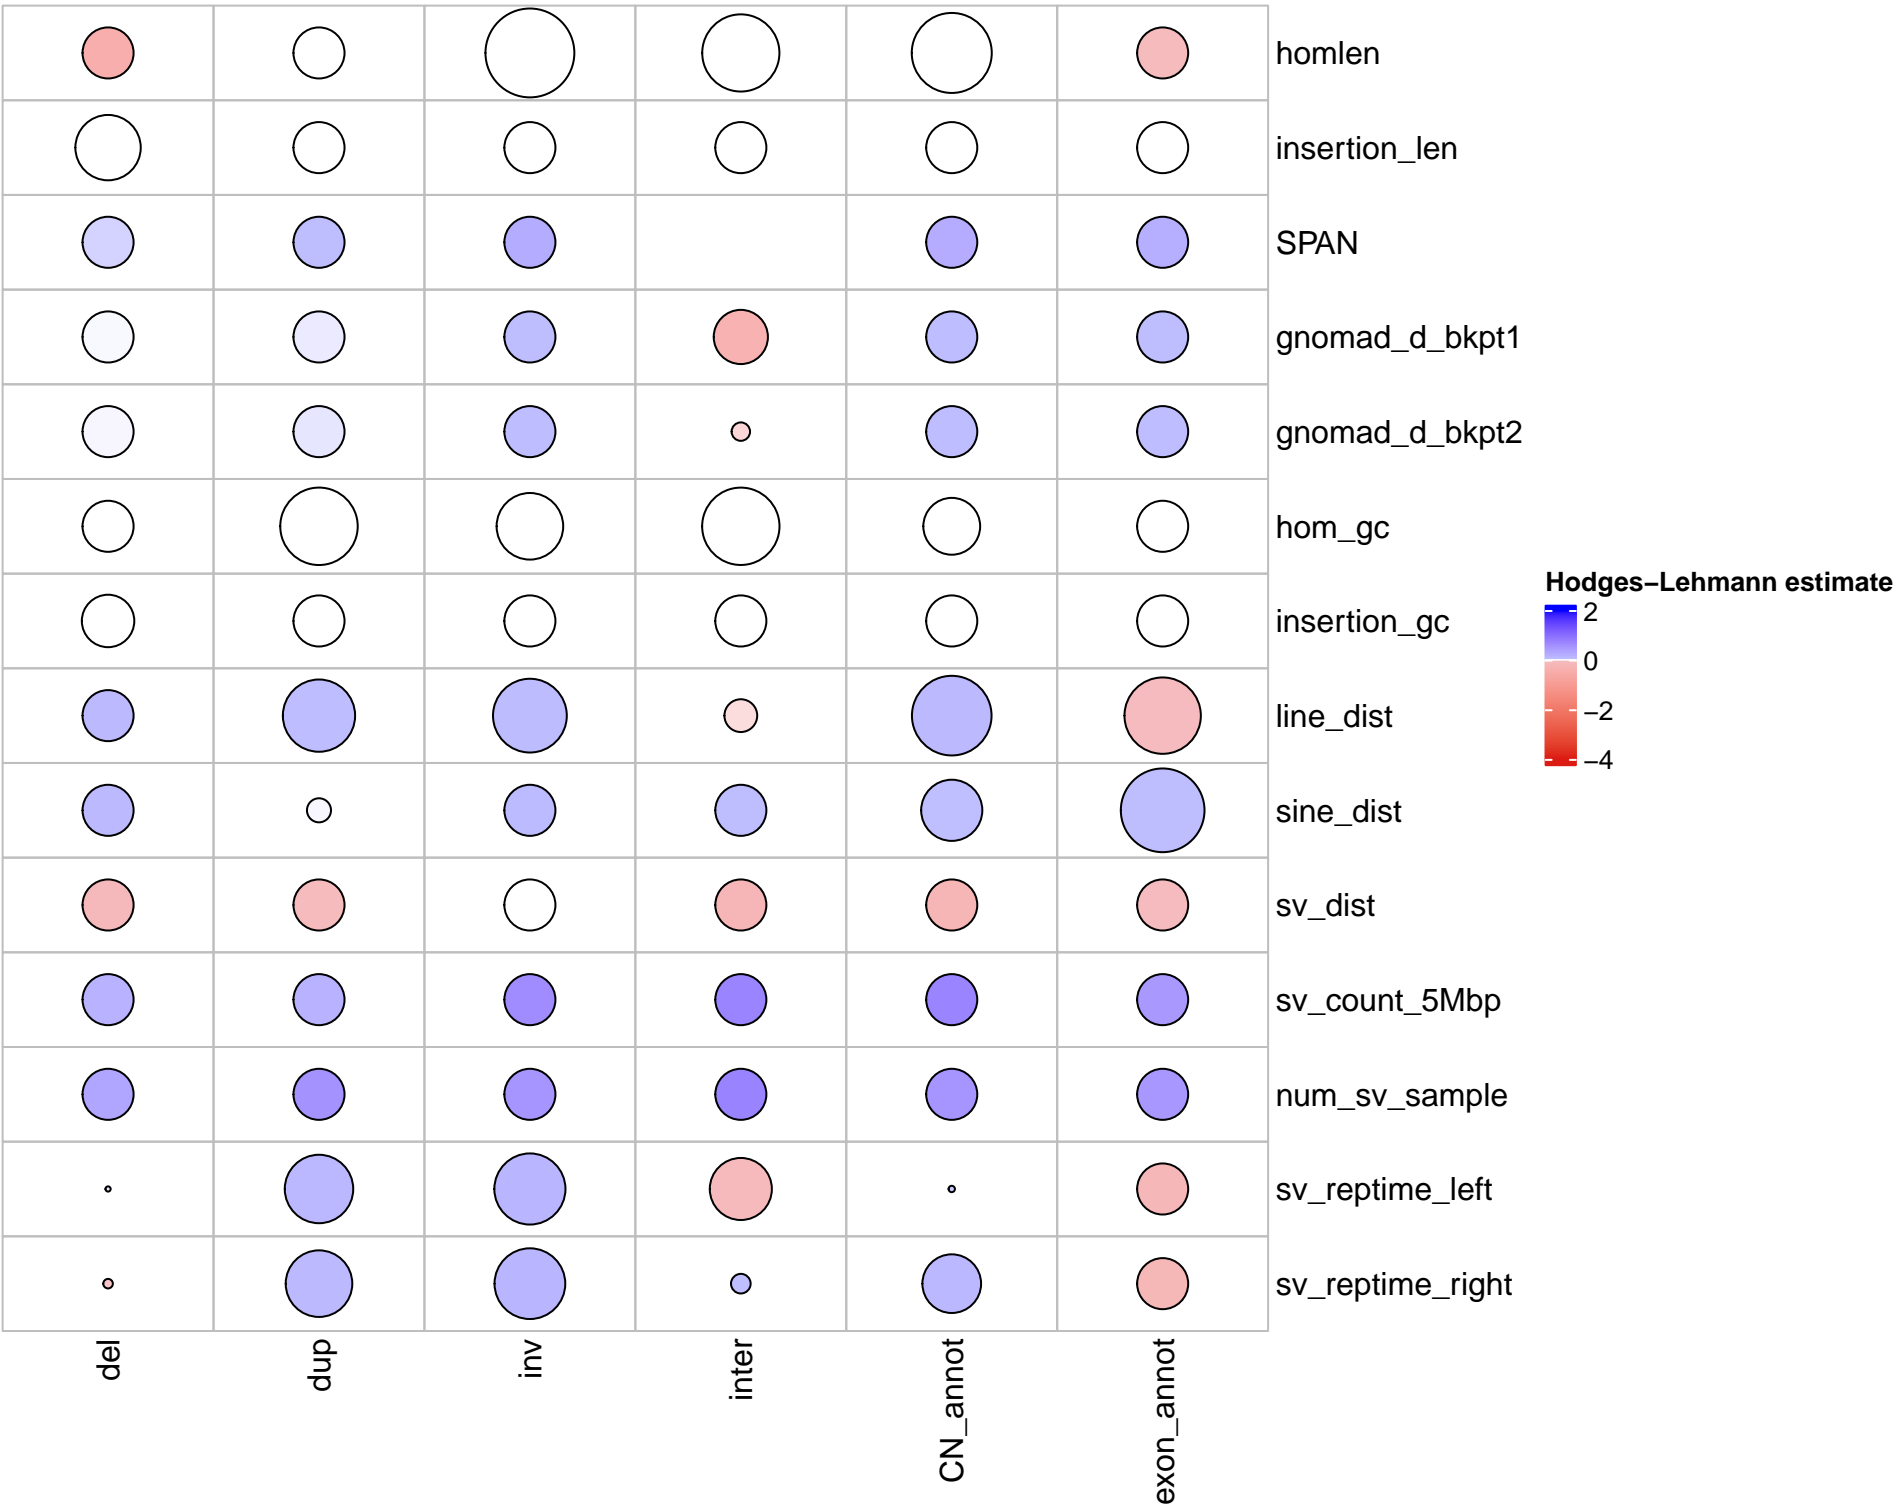 homlen
insertion_len
SPAN
gnomad_d_bkpt1
gnomad_d_bkpt2
hom_gc
insertion_gc
line_dist
sine_dist
sv_dist
sv_count_5Mbp
num_sv_sample
sv_reptime_left
sv_reptime_right
del
dup
inv
inter
CN_annot
exon_annot
Hodges−Lehmann estimate
2
0
−2
−4